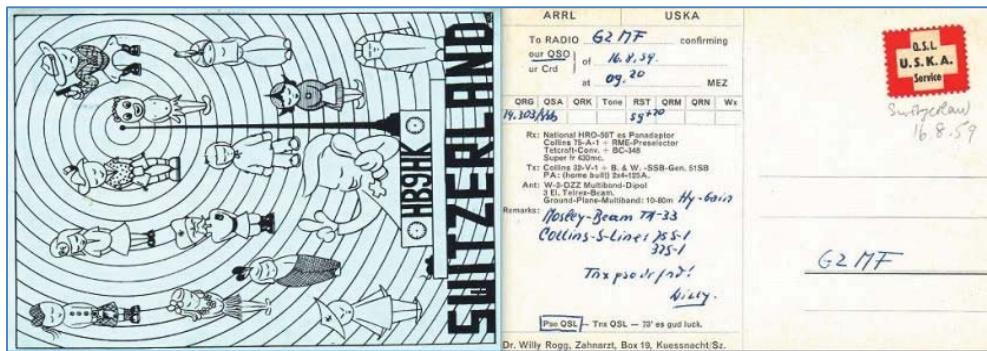 SWITZERLAND
HB9HK
ARRL USKA
To RADIO G2MF confirming
our QSO of 16.8.59
ur Crd at 09.20 MEZ
QRG QSA QRK Tone RST QRM QRN Wx
14.303/ssb 59+20
Rx: National HRO-50T es Panadaptor
Collins 75-A-1 + RME-Preselector
Tetcraft-Conv. + BC-348
Super fr 430mc.
Tx: Collins 32-V-1 + B. & W. -SSB-Gen. 51SB
PA: (home built) 2x4-125A.
Ant: W-3-DZZ Multiband-Dipol
3 El. Telrex-Beam.
Ground-Plane-Multiband: 10-80m Hy-Gain
Remarks: Mosley-Beam TA-33
Collins-S-Line: 75S-1
32S-1
Tnx pse dr fnd!
Willy.
Pse QSL — Tnx QSL — 73' es gud luck.
Dr. Willy Rogg, Zahnarzt, Box 19, Kuessnacht/Sz.
Q.S.L.
U.S.K.A.
Service
Switzerland
16.8.59
G2MF